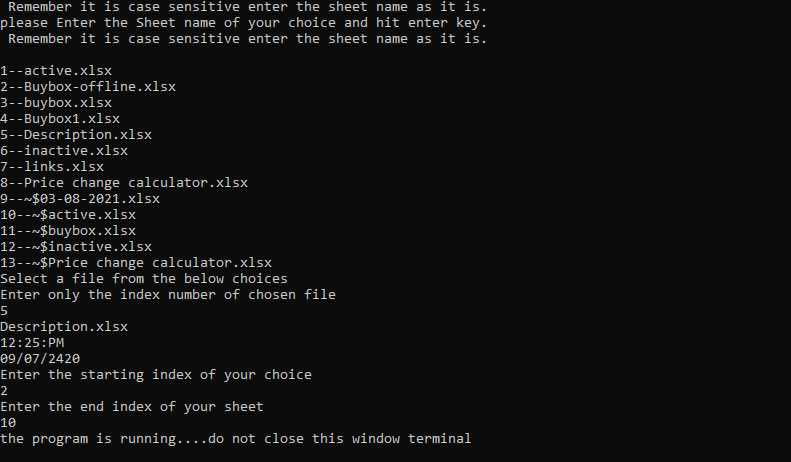 Remember it is case sensitive enter the sheet name as it is.
please Enter the Sheet name of your choice and hit enter key.
Remember it is case sensitive enter the sheet name as it is.
1--active.xlsx
2--Buybox-offline.xlsx
3--buybox.xlsx
4--Buybox1.xlsx
5--Description.xlsx
6--inactive.xlsx
7--links.xlsx
8--Price change calculator.xlsx
9--~$03-08-2021.xlsx
10--~$active.xlsx
11--~$buybox.xlsx
12--~$inactive.xlsx
13--~$Price change calculator.xlsx
Select a file from the below choices
Enter only the index number of chosen file
5
Description.xlsx
12:25:PM
09/07/2420
Enter the starting index of your choice
2
Enter the end index of your sheet
10
the program is running....do not close this window terminal